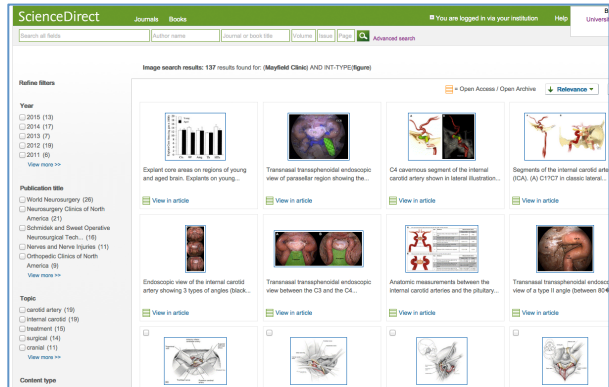 ScienceDirect
Journals Books
You are logged in via your institution
Help
Search all fields
Author name
Journal or book title
Volume
Issue
Page
Advanced search
Image search results: 137 results found for: (Mayfield Clinic) AND INT-TYPE(figure)
Refine filters
= Open Access / Open Archive
Relevance
Year
2015 (13)
2014 (17)
2013 (7)
2012 (19)
2011 (6)
View more >>
Publication title
World Neurosurgery (26)
Neurosurgery Clinics of North
America (21)
Schmidek and Sweet Operative
Neurosurgical Tech... (16)
Nerves and Nerve Injuries (11)
Orthopedic Clinics of North
America (9)
View more >>
Topic
carotid artery (19)
internal carotid (19)
treatment (15)
surgical (14)
cranial (11)
View more >>
Content type
Explant core areas on regions of young
and aged brain. Explants on young...
View in article
Transnasal transsphenoidal endoscopic
view of parasellar region showing the...
View in article
C4 cavernous segment of the internal
carotid artery shown in lateral illustration...
View in article
Segments of the internal carotid arte
(ICA). (A) C1?C7 in classic lateral...
View in article
Endoscopic view of the internal carotid
artery showing 3 types of angles (black...
View in article
Transnasal transsphenoidal endoscopic
view between the C3 and the C4...
View in article
Anatomic measurements between the
internal carotid arteries and the pituitary...
View in article
Transnasal transsphenoidal endosco
view of a type II angle (between 80
View in article